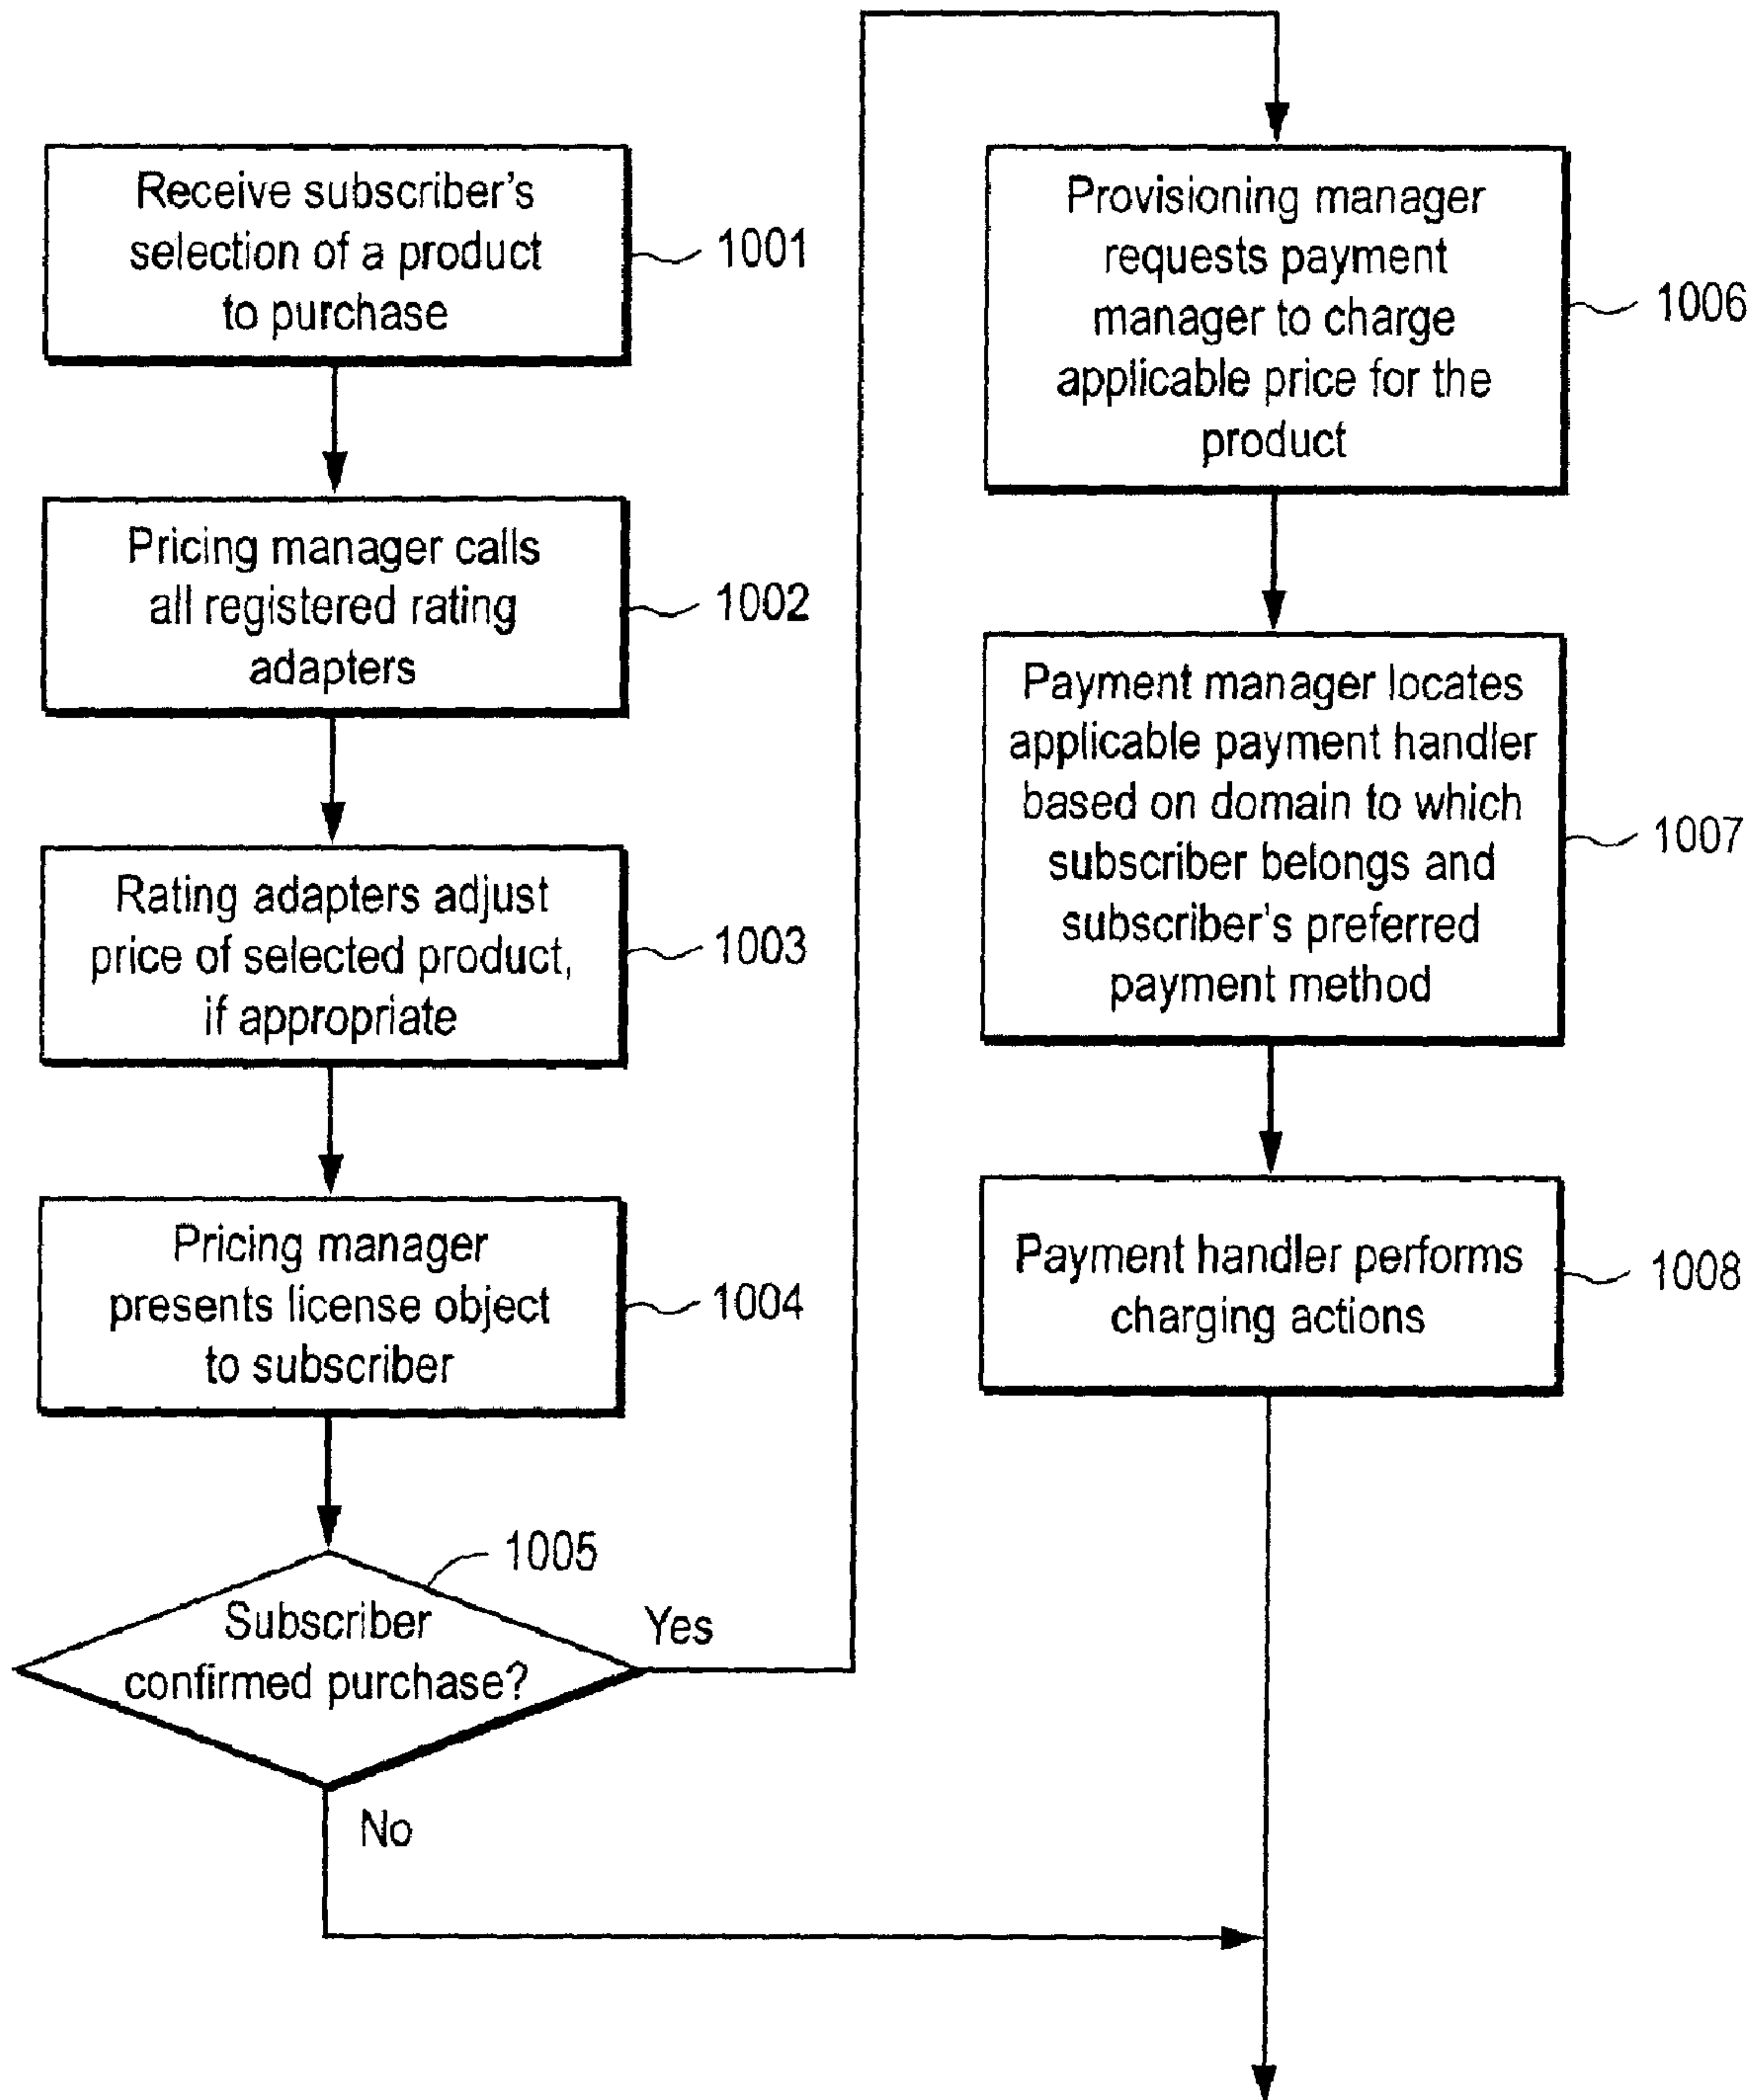 Receive subscriber's
selection of a product
to purchase
1001
Pricing manager calls
all registered rating
adapters
1002
Rating adapters adjust
price of selected product,
if appropriate
1003
Pricing manager
presents license object
to subscriber
1004
1005
Subscriber
confirmed purchase?
Yes
No
Provisioning manager
requests payment
manager to charge
applicable price for the
product
1006
Payment manager locates
applicable payment handler
based on domain to which
subscriber belongs and
subscriber's preferred
payment method
1007
Payment handler performs
charging actions
1008